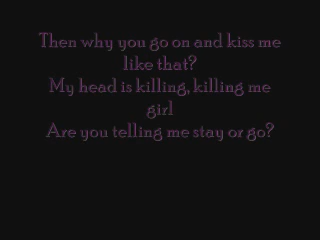 Then why you go on and kiss me
like that?
My head is killing, killing me
girl
Are you telling me stay or go?